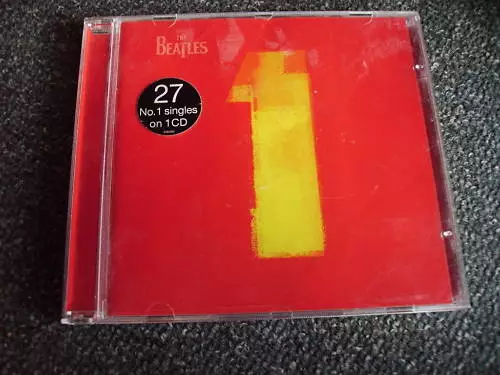 THE
BEATLES
27
No.1 singles
on 1CD
1